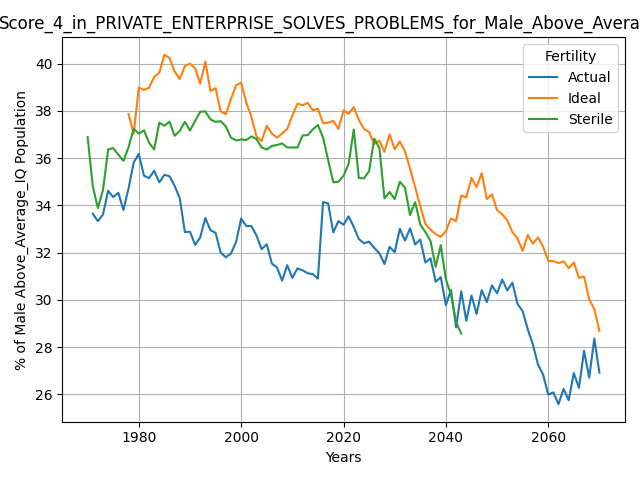 Score_4_in_PRIVATE_ENTERPRISE_SOLVES_PROBLEMS_for_Male_Above_Avera
Fertility
Actual
Ideal
Sterile
% of Male Above_Average_IQ Population
40
38
36
34
32
30
28
26
1980 2000 2020 2040 2060
Years